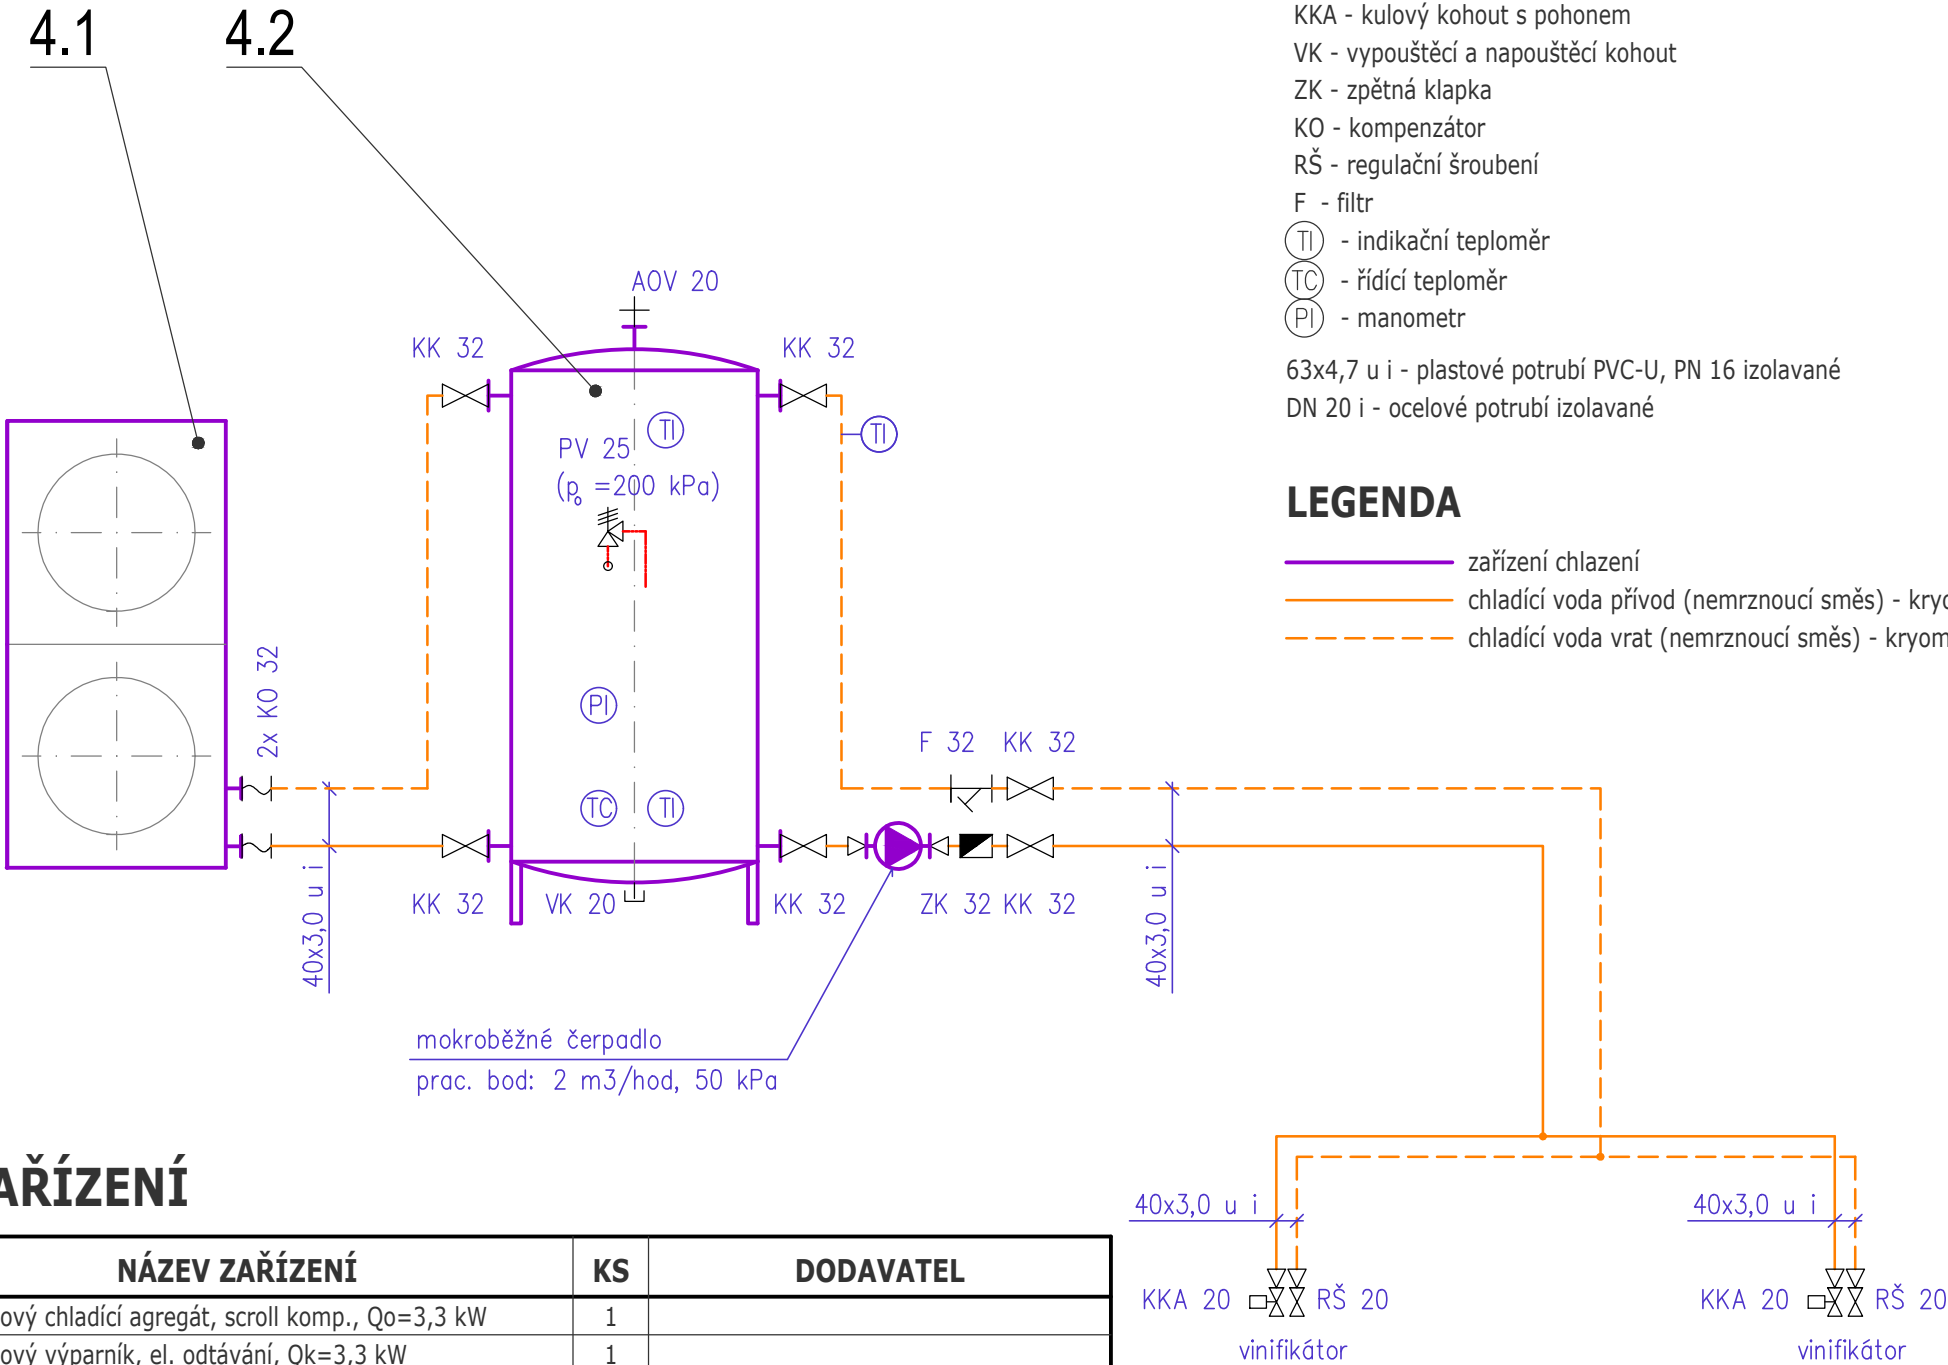 4.1
4.2
KKA - kulový kohout s pohonem
VK - vypouštěcí a napouštěcí kohout
ZK - zpětná klapka
KO - kompenzátor
RŠ - regulační šroubení
F - filtr
TI - indikační teploměr
TC - řídící teploměr
PI - manometr
63x4,7 u i - plastové potrubí PVC-U, PN 16 izolavané
DN 20 i - ocelové potrubí izolavané
LEGENDA
zařízení chlazení
chladící voda přívod (nemrznoucí směs) - kryo
chladící voda vrat (nemrznoucí směs) - kryom
AOV 20
KK 32
KK 32
TI
TI
PV 25
(po =200 kPa)
2x KO 32
PI
F 32
KK 32
TC
TI
KK 32
VK 20
KK 32
ZK 32
KK 32
40x3,0 u i
40x3,0 u i
mokroběžné čerpadlo
prac. bod: 2 m3/hod, 50 kPa
AŘÍZENÍ
NÁZEV ZAŘÍZENÍ KS DODAVATEL
ový chladící agregát, scroll komp., Qo=3,3 kW 1
ový výparník, el. odtávání, Qk=3,3 kW 1
40x3,0 u i
40x3,0 u i
KKA 20
RŠ 20
KKA 20
RŠ 20
vinifikátor
vinifikátor